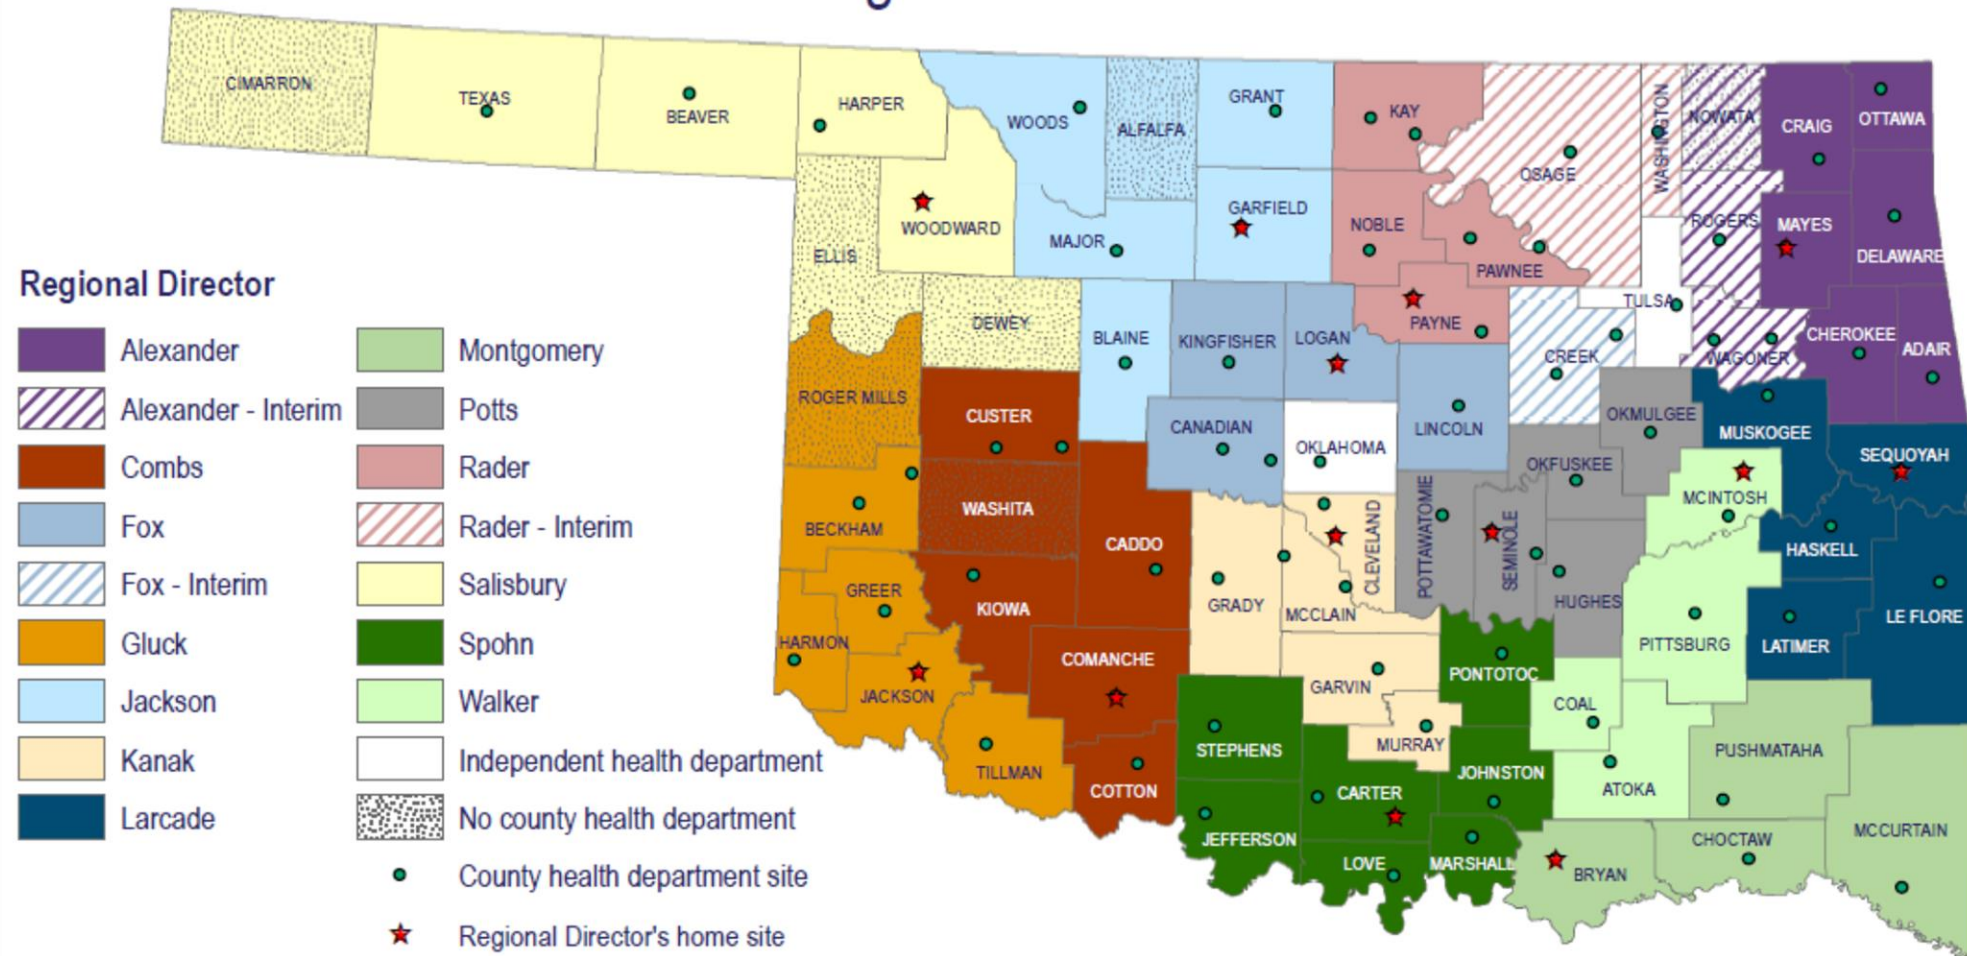 g
CIMARRON
TEXAS
BEAVER
HARPER
WOODS
ALFALFA
GRANT
KAY
OSAGE
WASHINGTON
NOWATA
CRAIG
OTTAWA
ELLIS
WOODWARD
MAJOR
GARFIELD
NOBLE
PAWNEE
ROGERS
MAYES
DELAWARE
DEWEY
BLAINE
KINGFISHER
LOGAN
PAYNE
CREEK
TULSA
WAGONER
CHEROKEE
ADAIR
ROGER MILLS
CUSTER
CANADIAN
OKLAHOMA
LINCOLN
OKMULGEE
MUSKOGEE
SEQUOYAH
BECKHAM
WASHITA
CADDO
GRADY
MCCLAIN
CLEVELAND
POTTAWATOMIE
SEMINOLE
OKFUSKEE
HUGHES
MCINTOSH
HASKELL
LE FLORE
LATIMER
PITTSBURG
GREER
HARMON
KIOWA
JACKSON
COMANCHE
TILLMAN
COTTON
STEPHENS
JEFFERSON
GARVIN
MURRAY
PONTOTOC
COAL
ATOKA
PUSHMATAHA
CARTER
JOHNSTON
LOVE
MARSHALL
BRYAN
CHOCTAW
MCCURTAIN
Regional Director
Alexander
Alexander - Interim
Combs
Fox
Fox - Interim
Gluck
Jackson
Kanak
Larcade
Montgomery
Potts
Rader
Rader - Interim
Salisbury
Spohn
Walker
Independent health department
No county health department
County health department site
Regional Director's home site